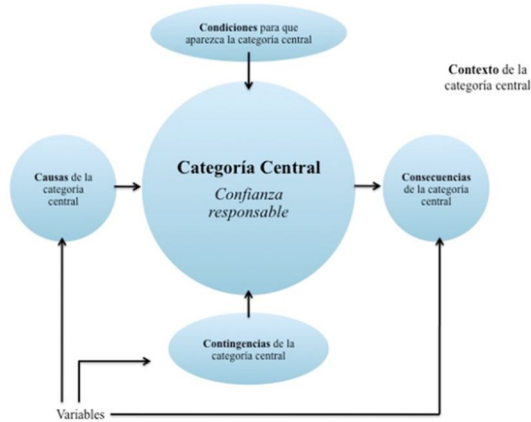 Condiciones para que
aparezca la categoría central
Contexto de la
categoría central
Categoría Central
Confianza
responsable
Causas de la
categoría
central
Consecuencias
de la categoría
central
Contingencias de la
categoría central
Variables